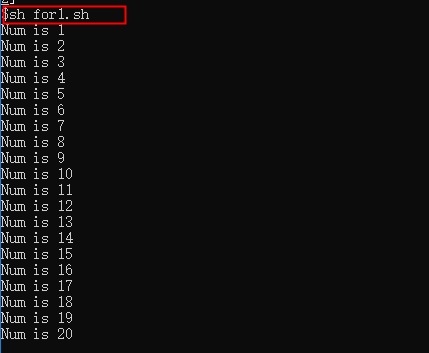 $sh for1.sh
Num is 1
Num is 2
Num is 3
Num is 4
Num is 5
Num is 6
Num is 7
Num is 8
Num is 9
Num is 10
Num is 11
Num is 12
Num is 13
Num is 14
Num is 15
Num is 16
Num is 17
Num is 18
Num is 19
Num is 20